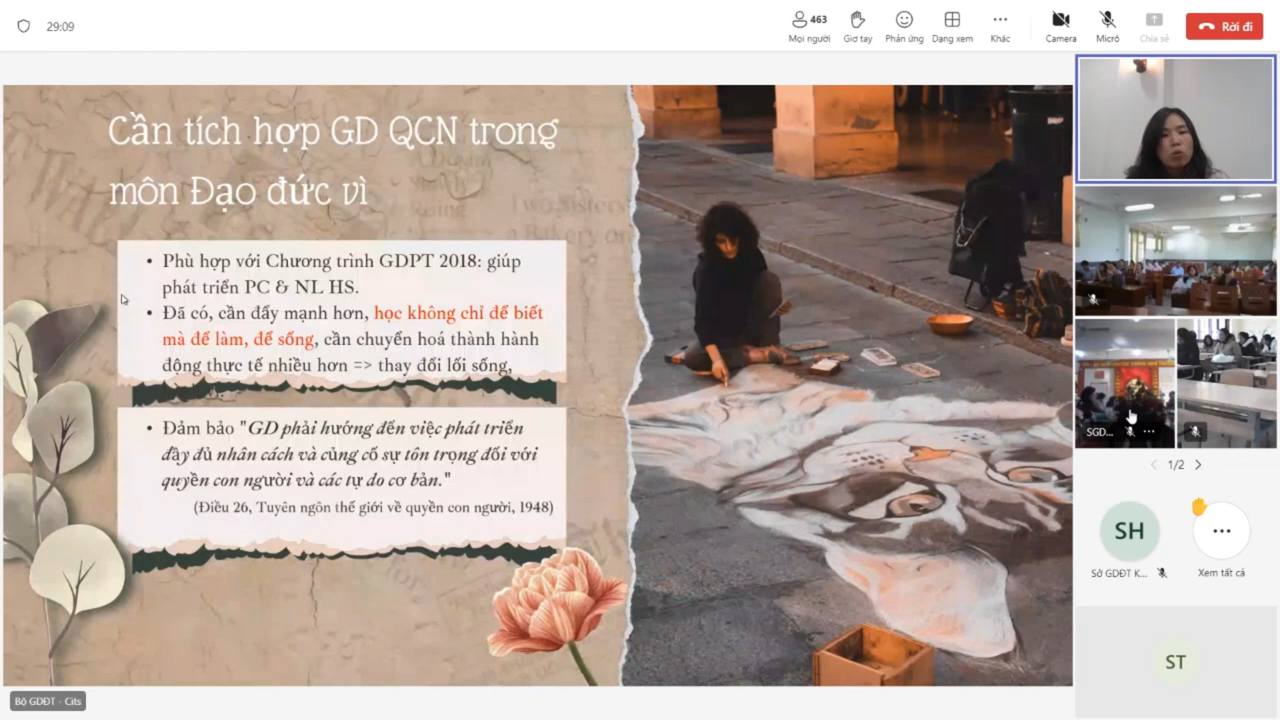 29:09
463
Mọi người
Giơ tay
Phản ứng
Dạng xem
Khác
Camera
Micrô
Chia sẻ
Rời đi
Cần tích hợp GD QCN trong
môn Đạo đức vì
• Phù hợp với Chương trình GDPT 2018: giúp
phát triển PC & NL HS.
• Đã có, cần đẩy mạnh hơn, học không chỉ để biết
mà để làm, để sống, cần chuyển hoá thành hành
động thực tế nhiều hơn => thay đổi lối sống,
• Đảm bảo "GD phải hướng đến việc phát triển
đầy đủ nhân cách và củng cố sự tôn trọng đối với
quyền con người và các tự do cơ bản."
(Điều 26, Tuyên ngôn thế giới về quyền con người, 1948)
SGD...
1/2
SH
Sở GDĐT K...
Xem tất cả
ST
Bộ GDĐT - Cits